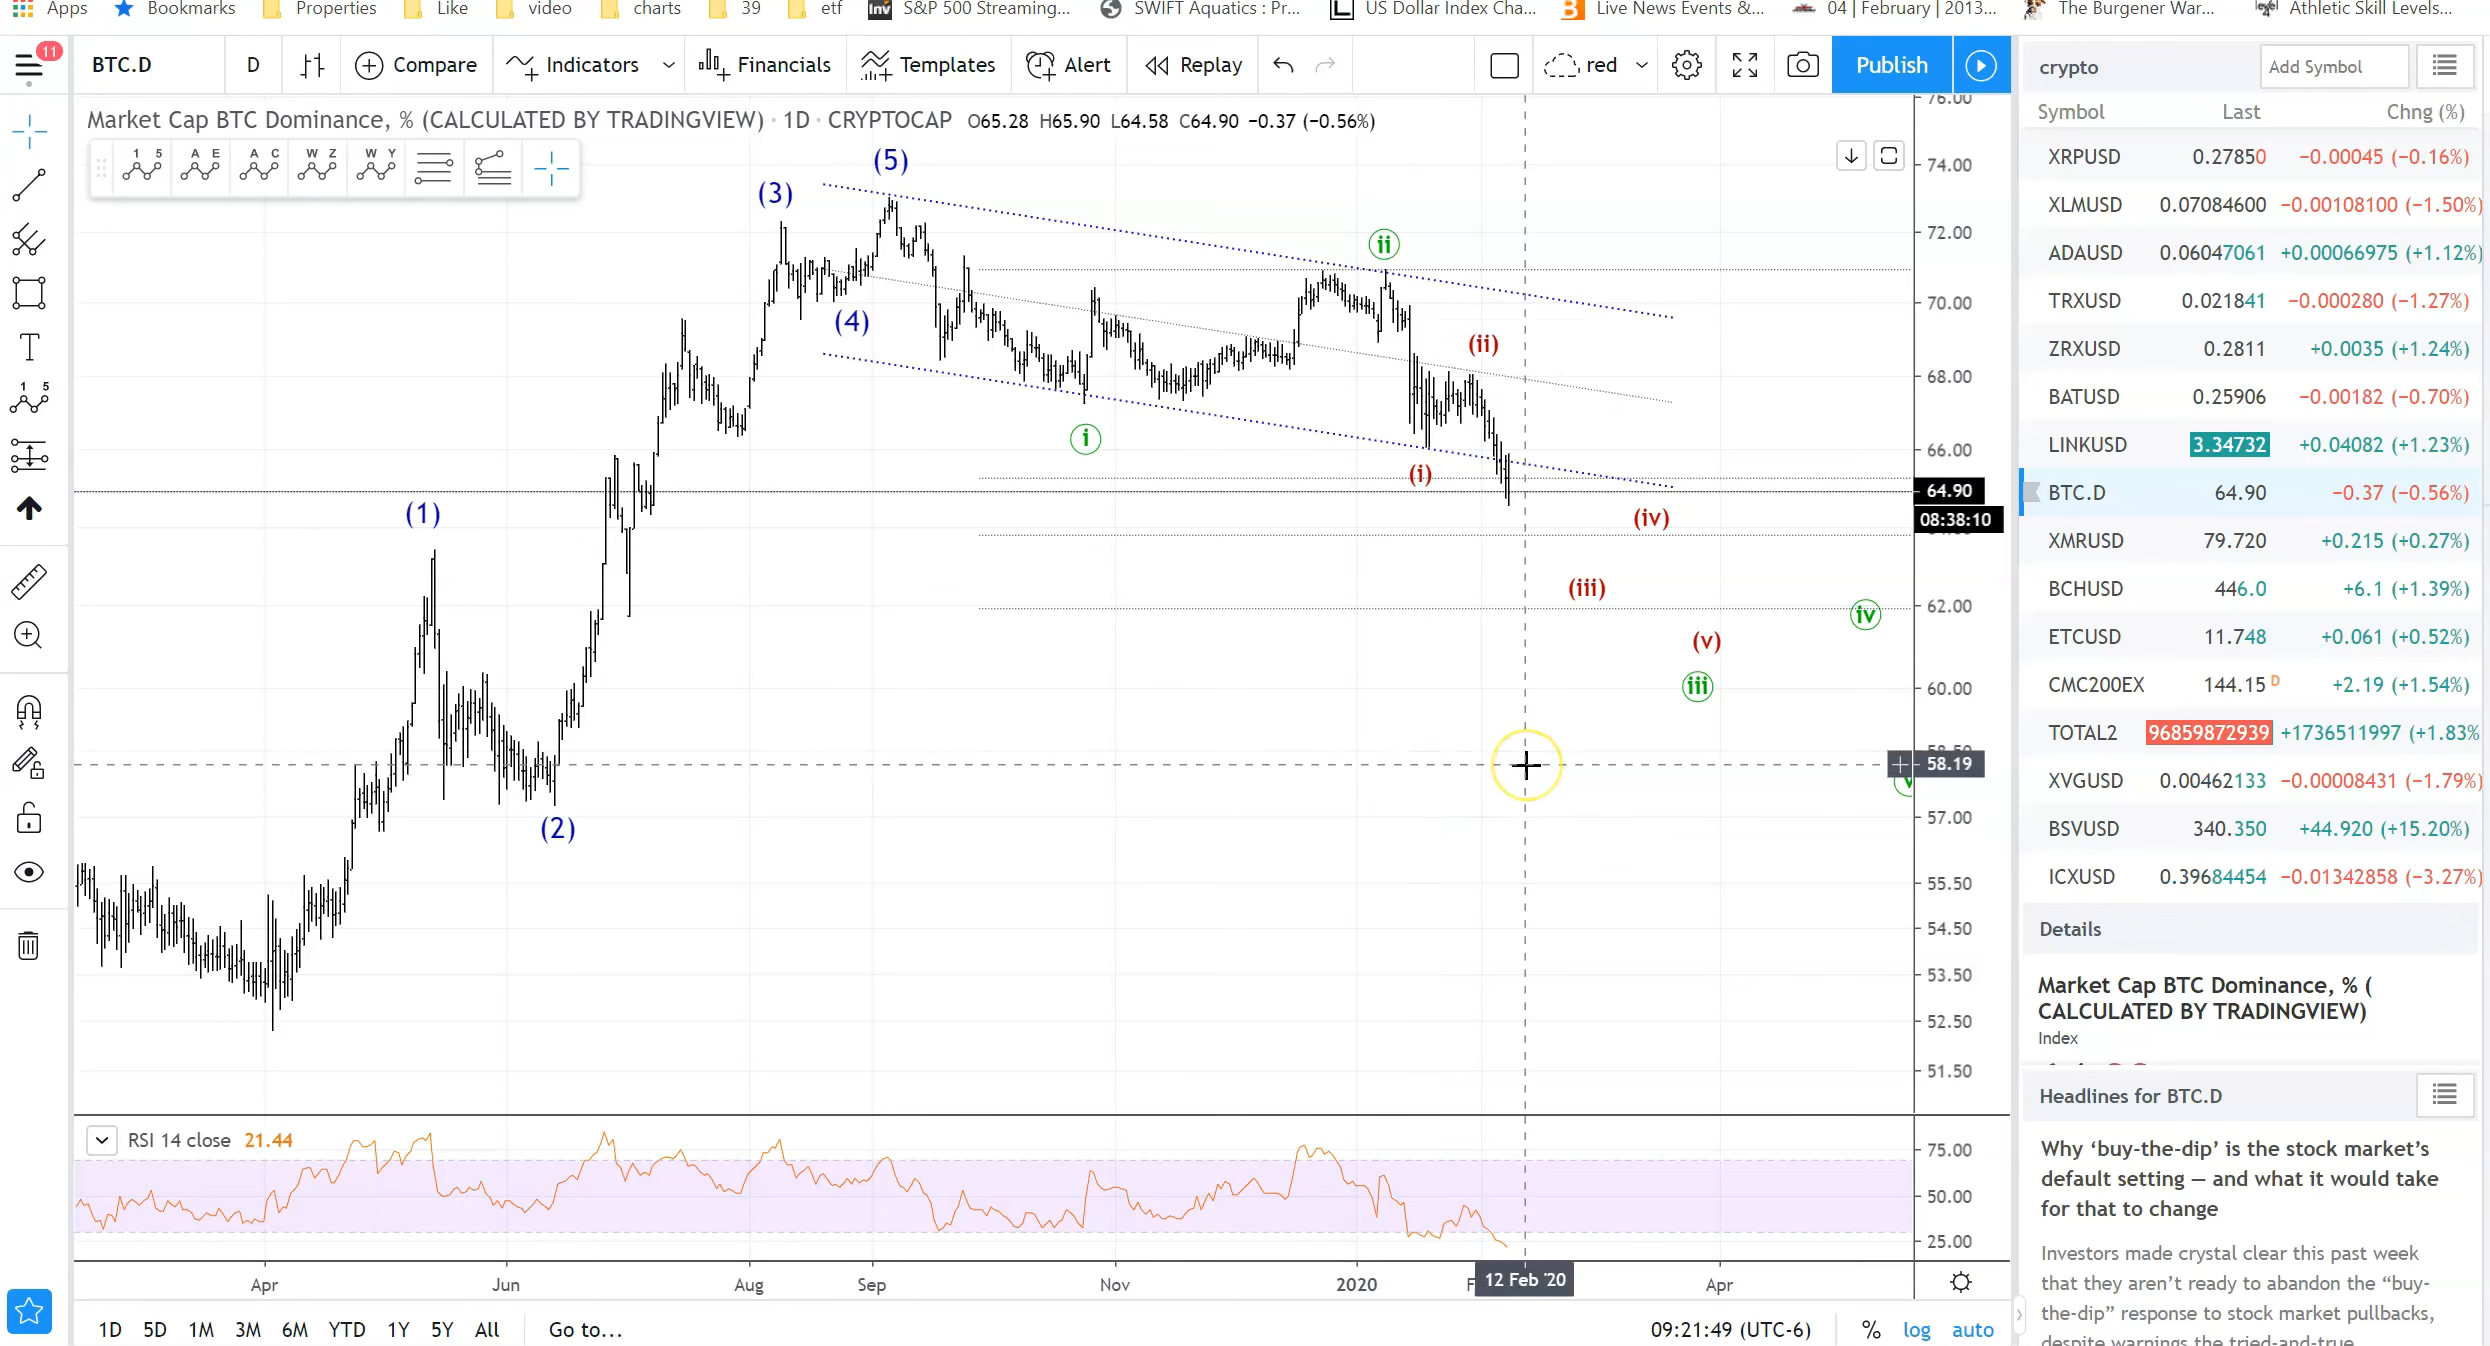 Apps Bookmarks Properties Like video charts 39 etf Inv S&P 500 Streaming... SWIFT Aquatics : Pr... US Dollar Index Cha... Live News Events &... 04 | February | 2013... The Burgener War... Athletic Skill Levels...
11 BTC.D D Compare Indicators Financials Templates Alert Replay red Publish
crypto Add Symbol
Symbol Last Chng (%)
Market Cap BTC Dominance, % (CALCULATED BY TRADINGVIEW) · 1D · CRYPTOCAP O65.28 H65.90 L64.58 C64.90 −0.37 (−0.56%)
1 5 A E A C W Z W Y
XRPUSD 0.27850 −0.00045 (−0.16%)
XLMUSD 0.07084600 −0.00108100 (−1.50%)
ADAUSD 0.06047061 +0.00066975 (+1.12%)
TRXUSD 0.021841 −0.000280 (−1.27%)
ZRXUSD 0.2811 +0.0035 (+1.24%)
BATUSD 0.25906 −0.00182 (−0.70%)
LINKUSD 3.34732 +0.04082 (+1.23%)
BTC.D 64.90 −0.37 (−0.56%)
XMRUSD 79.720 +0.215 (+0.27%)
BCHUSD 446.0 +6.1 (+1.39%)
ETCUSD 11.748 +0.061 (+0.52%)
CMC200EX 144.15 D +2.19 (+1.54%)
TOTAL2 96859872939 +1736511997 (+1.83%
XVGUSD 0.00462133 −0.00008431 (−1.79%)
BSVUSD 340.350 +44.920 (+15.20%)
ICXUSD 0.39684454 −0.01342858 (−3.27%)
(5)
(3)
(4)
(1)
(2)
ii
(ii)
i
(i)
(iv)
(iii)
iv
(v)
iii
v
1 5
T
76.00
74.00
72.00
70.00
68.00
66.00
64.90
08:38:10
62.00
60.00
58.50
58.19
57.00
55.50
54.50
53.50
52.50
51.50
RSI 14 close 21.44
75.00
50.00
25.00
Apr Jun Aug Sep Nov 2020 F 12 Feb '20 Apr
1D 5D 1M 3M 6M YTD 1Y 5Y All Go to... 09:21:49 (UTC-6) % log auto
Details
Market Cap BTC Dominance, % (
CALCULATED BY TRADINGVIEW)
Index
Headlines for BTC.D
Why ‘buy-the-dip’ is the stock market’s
default setting — and what it would take
for that to change
Investors made crystal clear this past week
that they aren’t ready to abandon the “buy-
the-dip” response to stock market pullbacks,
despite warnings the tried-and-true